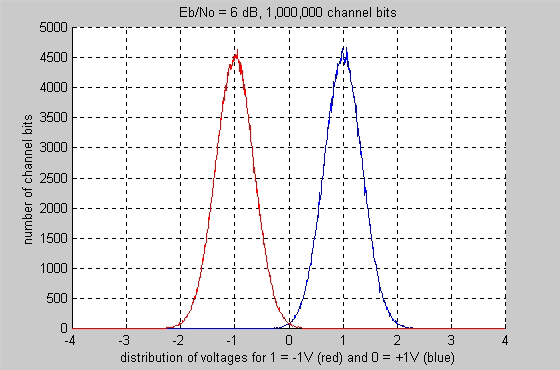 Eb/No = 6 dB, 1,000,000 channel bits
number of channel bits
5000
4500
4000
3500
3000
2500
2000
1500
1000
500
0
-4 -3 -2 -1 0 1 2 3 4
distribution of voltages for 1 = -1V (red) and 0 = +1V (blue)